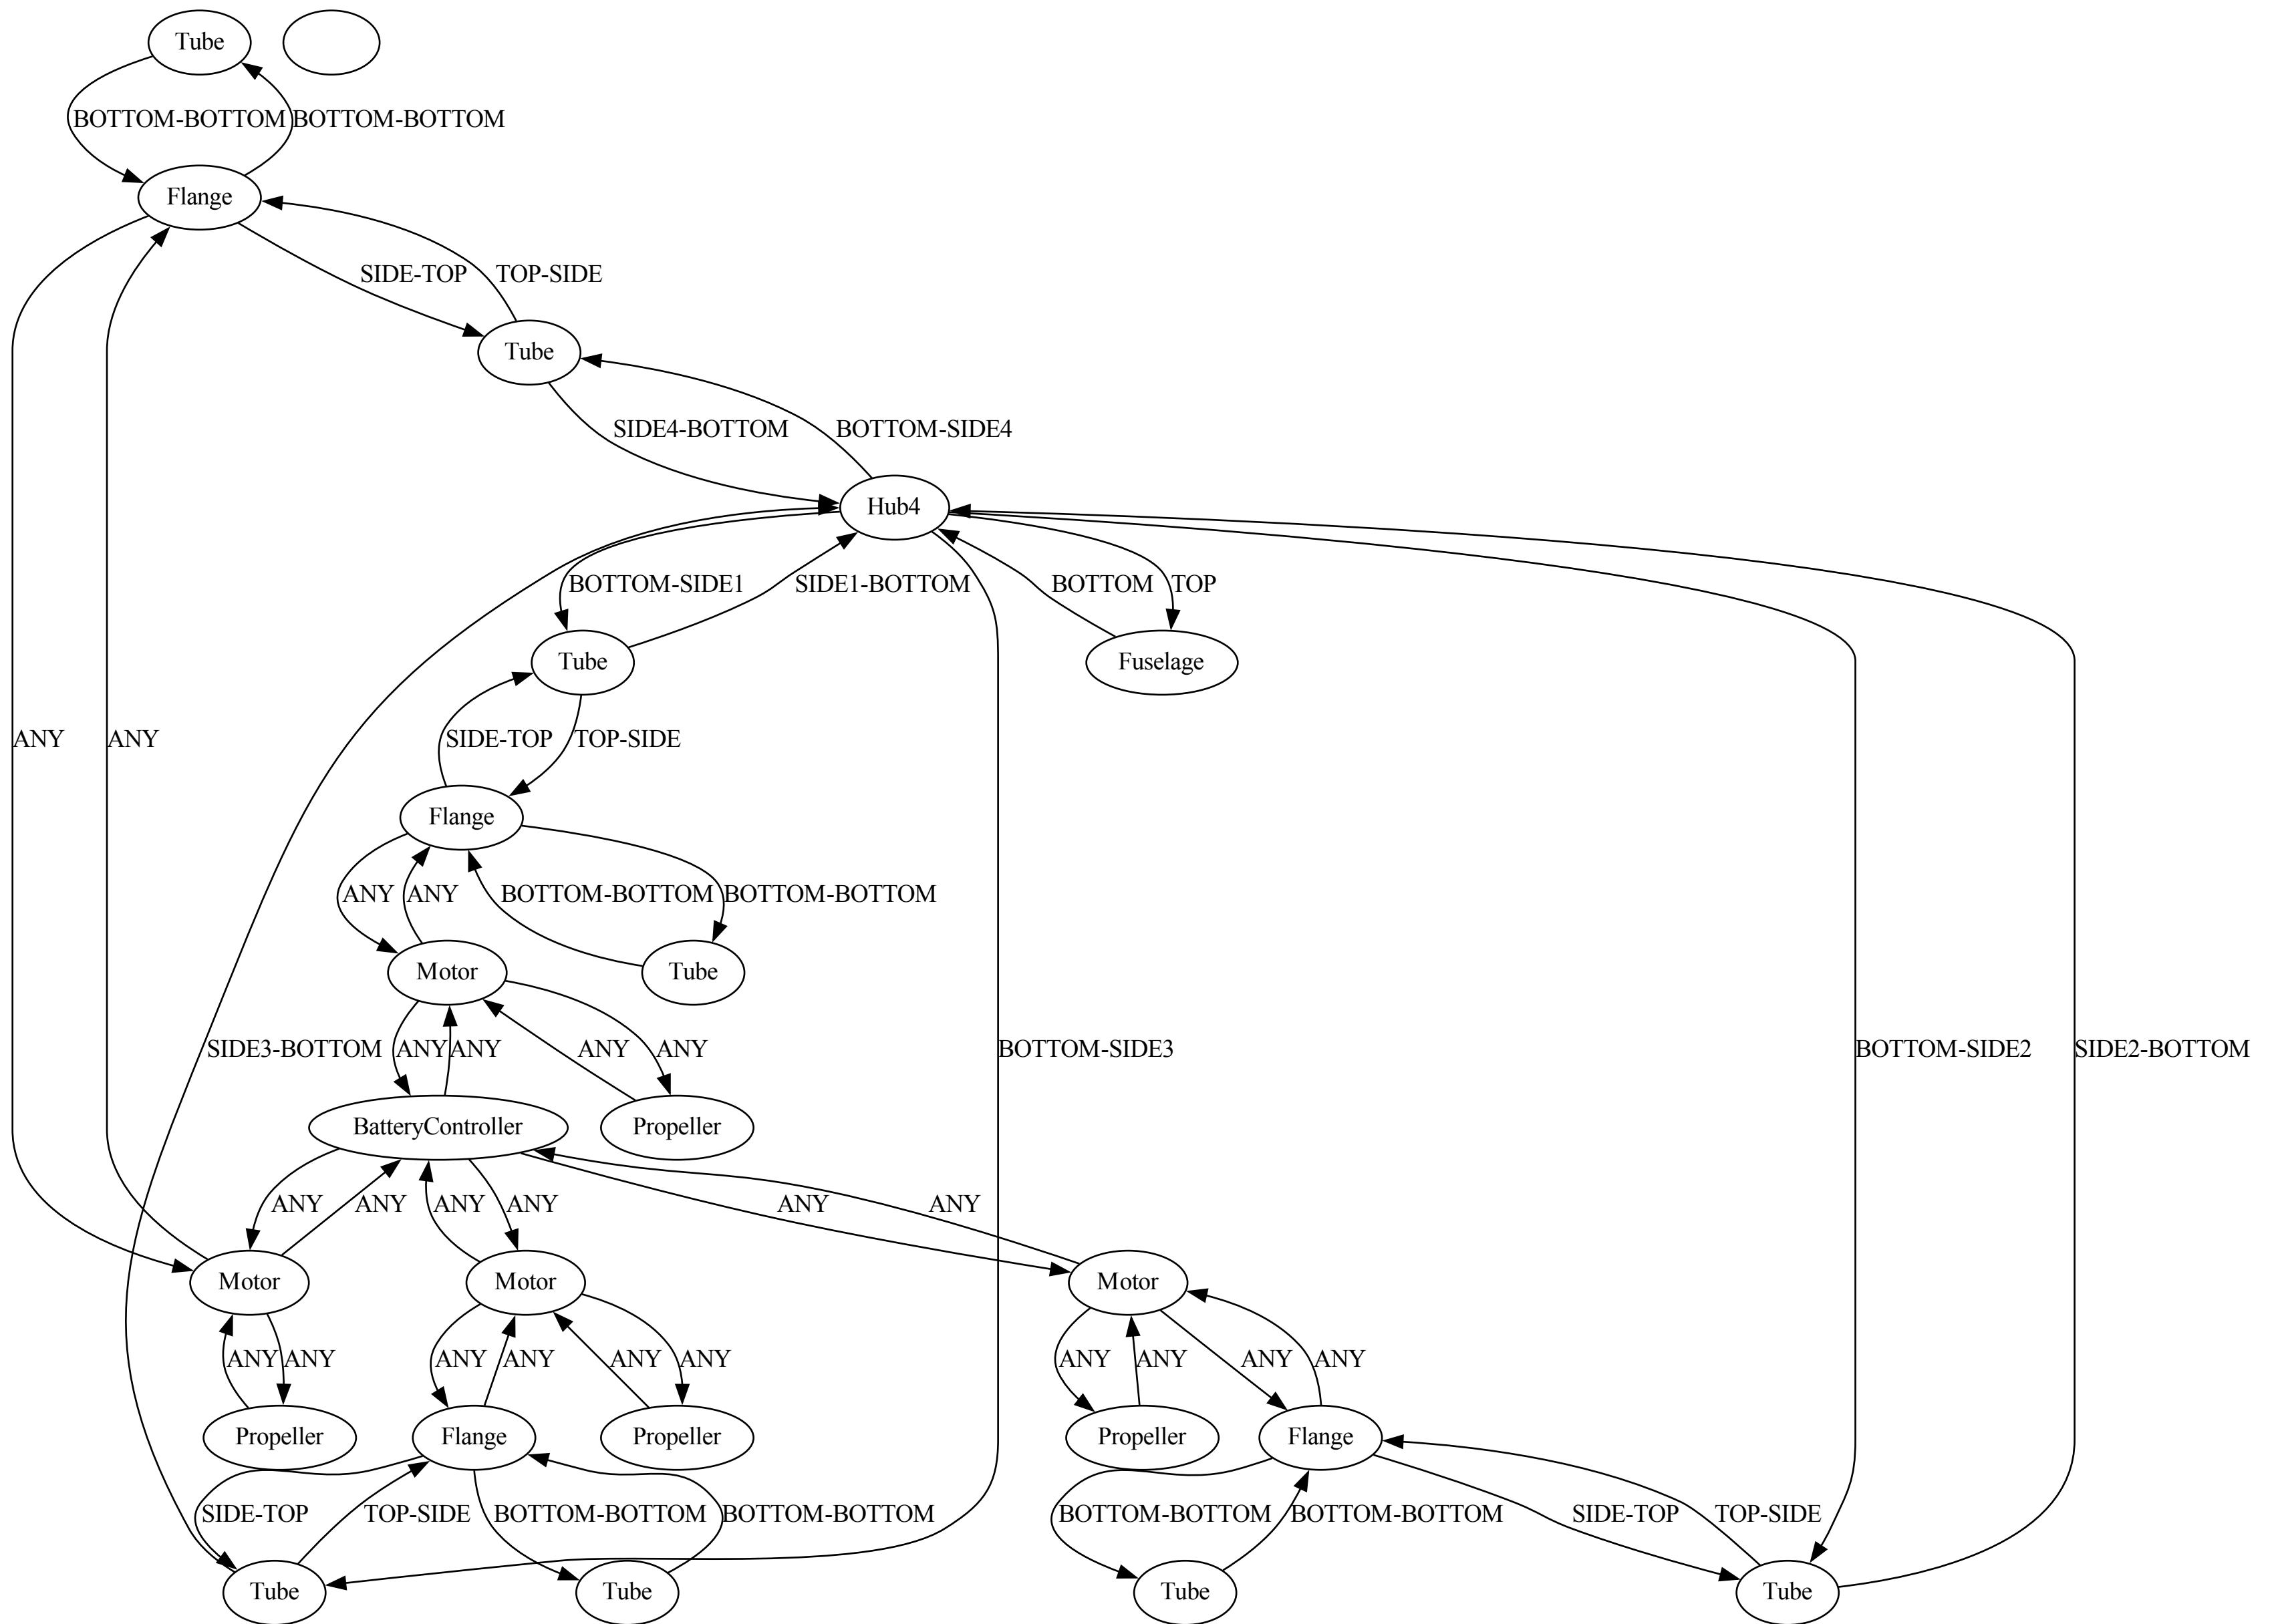 Tube
BOTTOM-BOTTOM
BOTTOM-BOTTOM
Flange
SIDE-TOP
TOP-SIDE
Tube
SIDE4-BOTTOM
BOTTOM-SIDE4
Hub4
BOTTOM-SIDE1
SIDE1-BOTTOM
BOTTOM
TOP
Tube
Fuselage
ANY
ANY
SIDE-TOP
TOP-SIDE
Flange
ANY
ANY
BOTTOM-BOTTOM
BOTTOM-BOTTOM
Motor
Tube
SIDE3-BOTTOM
ANY
ANY
ANY
ANY
BOTTOM-SIDE3
BOTTOM-SIDE2
SIDE2-BOTTOM
BatteryController
Propeller
ANY
ANY
ANY
ANY
ANY
ANY
Motor
Motor
Motor
ANY
ANY
ANY
ANY
ANY
ANY
ANY
ANY
ANY
ANY
Propeller
Flange
Propeller
Propeller
Flange
SIDE-TOP
TOP-SIDE
BOTTOM-BOTTOM
BOTTOM-BOTTOM
BOTTOM-BOTTOM
BOTTOM-BOTTOM
SIDE-TOP
TOP-SIDE
Tube
Tube
Tube
Tube